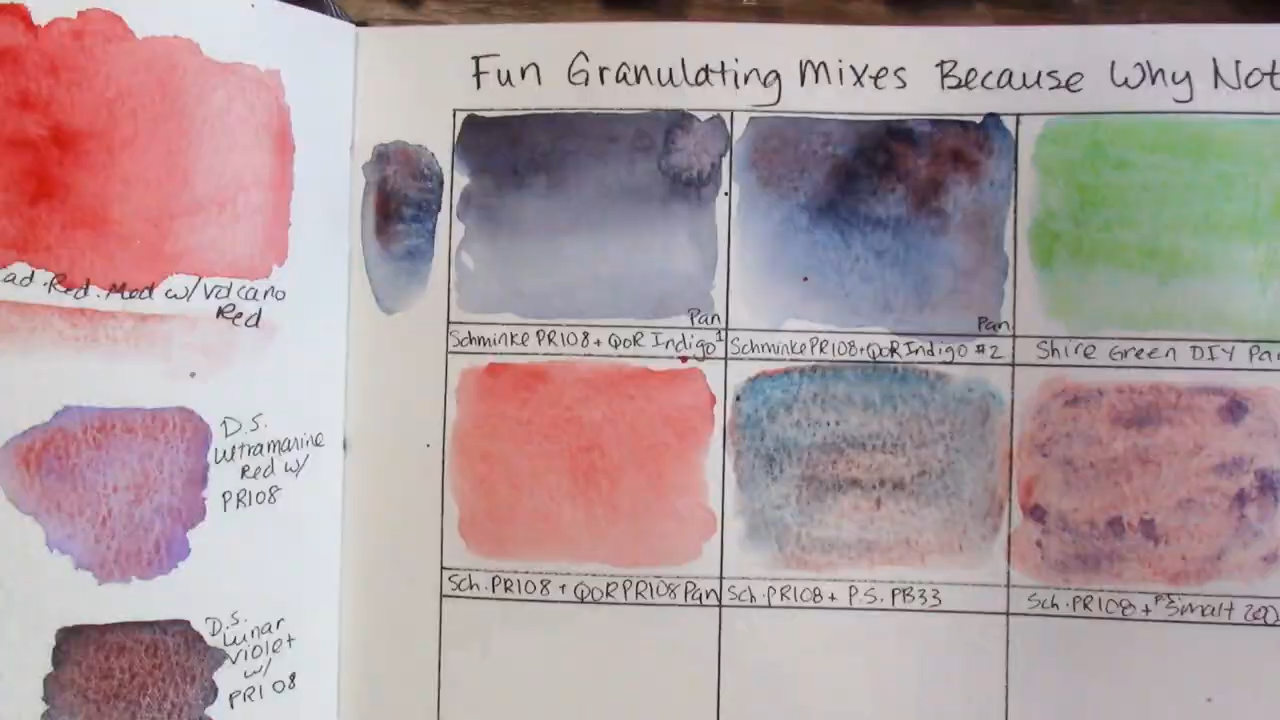 Fun Granulating Mixes Because Why Not
ad. Red. Med w/ Volcano
Red
Pan
Pan
Schminke PR108 + QoR Indigo 1
Schminke PR108 + QoR Indigo #2
Shire Green DIY Pa
D.S.
Ultramarine
Red w/
PR108
Sch. PR108 + QoR PR108 Pan
Sch. PR108 + P.S. PB33
Sch. PR108 + PS Smalt
D.S.
Lunar
Violet
w/
PR108